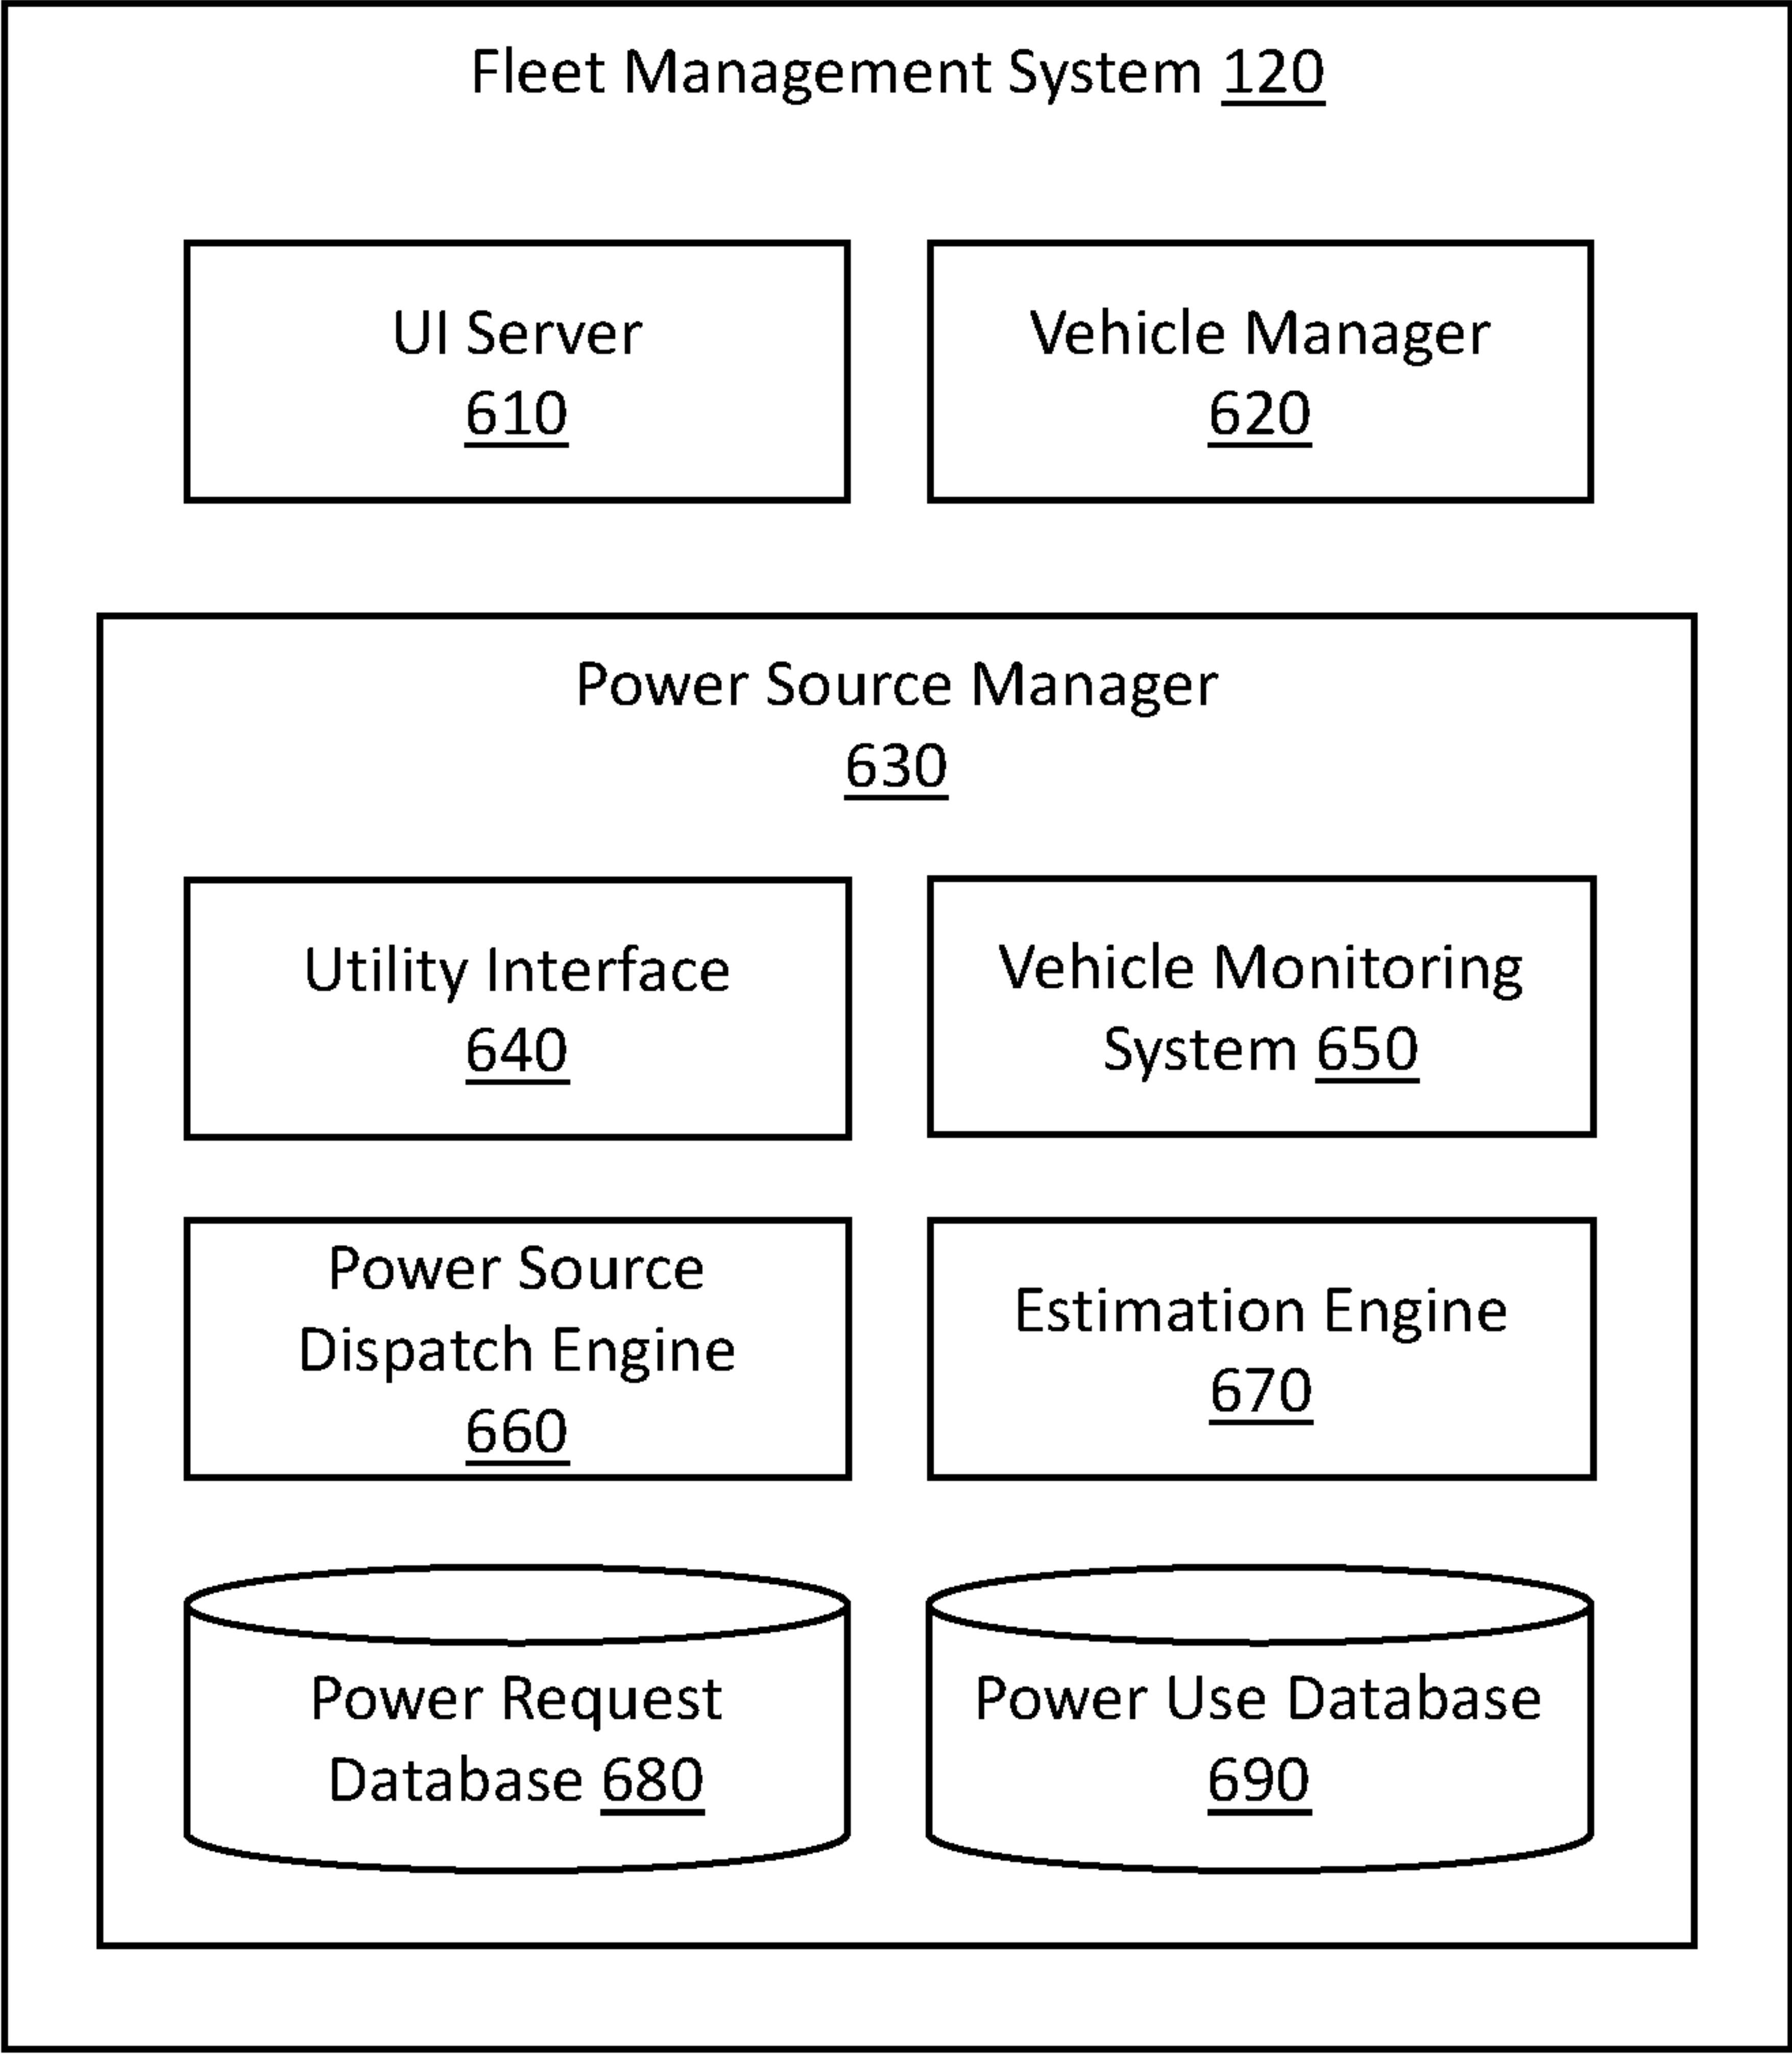 Fleet Management System 120
UI Server
610
Vehicle Manager
620
Power Source Manager
630
Utility Interface
640
Vehicle Monitoring
System 650
Power Source
Dispatch Engine
660
Estimation Engine
670
Power Request
Database 680
Power Use Database
690